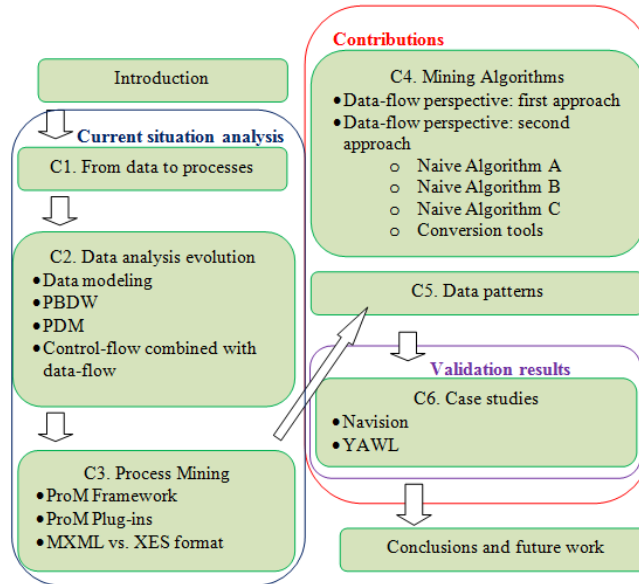 Introduction
Current situation analysis
C1. From data to processes
C2. Data analysis evolution
•Data modeling
•PBDW
•PDM
•Control-flow combined with
data-flow
C3. Process Mining
•ProM Framework
•ProM Plug-ins
•MXML vs. XES format
Contributions
C4. Mining Algorithms
•Data-flow perspective: first approach
•Data-flow perspective: second
approach
o Naive Algorithm A
o Naive Algorithm B
o Naive Algorithm C
o Conversion tools
C5. Data patterns
Validation results
C6. Case studies
•Navision
•YAWL
Conclusions and future work